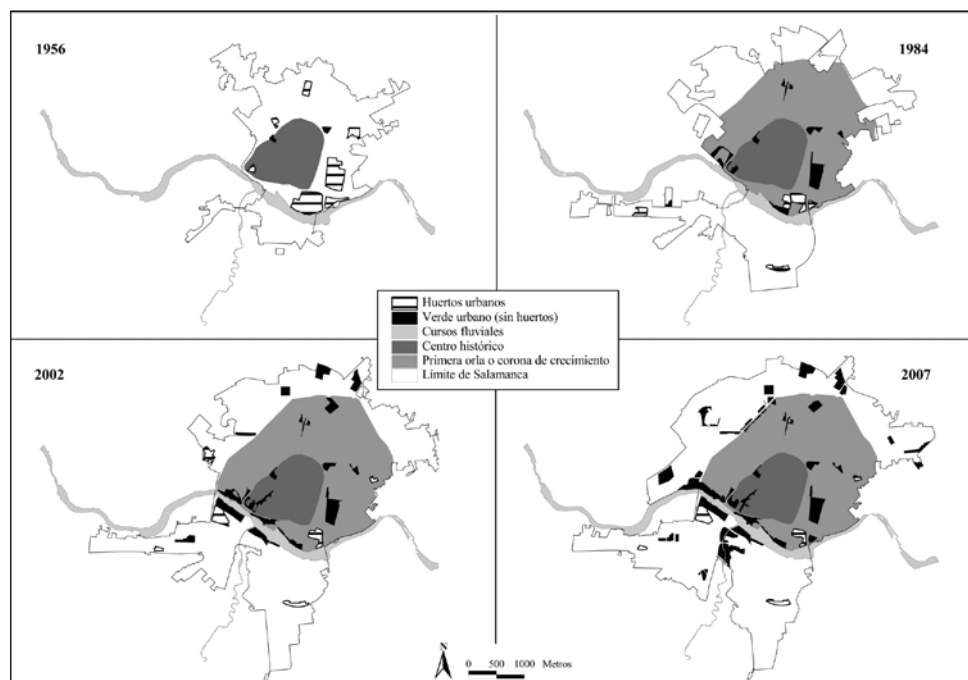 1956
1984
Huertos urbanos
Verde urbano (sin huertos)
Cursos fluviales
Centro histórico
Primera orla o corona de crecimiento
Límite de Salamanca
2002
2007
N
0 500 1000 Metros